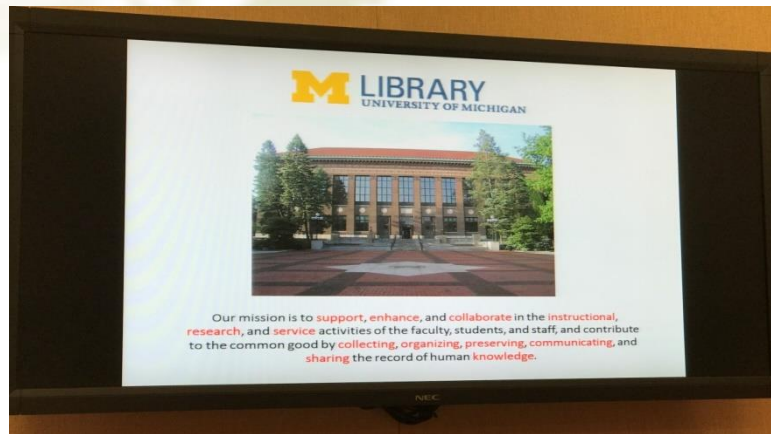 M LIBRARY
UNIVERSITY OF MICHIGAN
Our mission is to support, enhance, and collaborate in the instructional,
research, and service activities of the faculty, students, and staff, and contribute
to the common good by collecting, organizing, preserving, communicating, and
sharing the record of human knowledge.
NEC